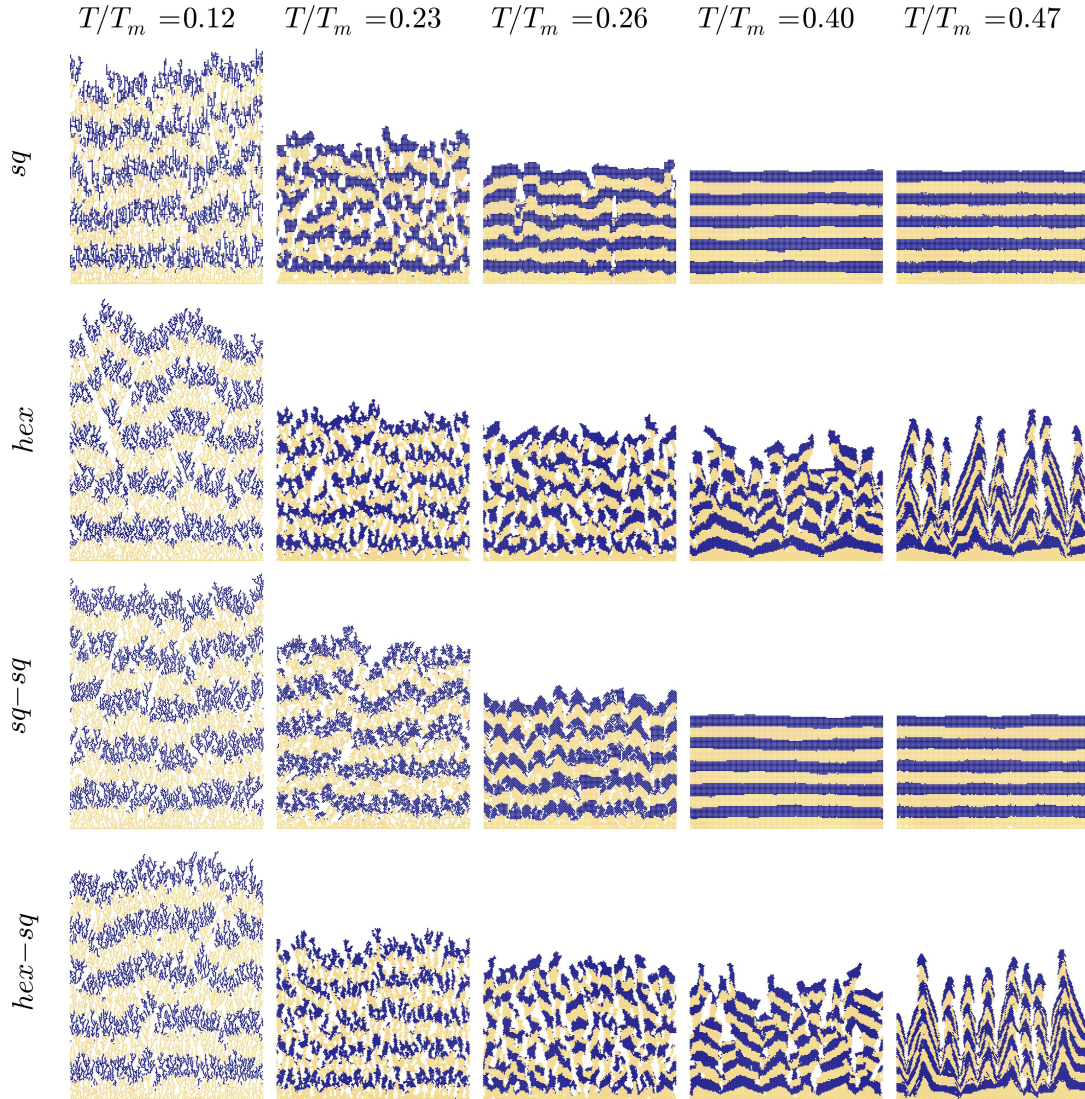 T/T_m =0.12 T/T_m =0.23 T/T_m =0.26 T/T_m =0.40 T/T_m =0.47
sq
hex
sq−sq
hex−sq